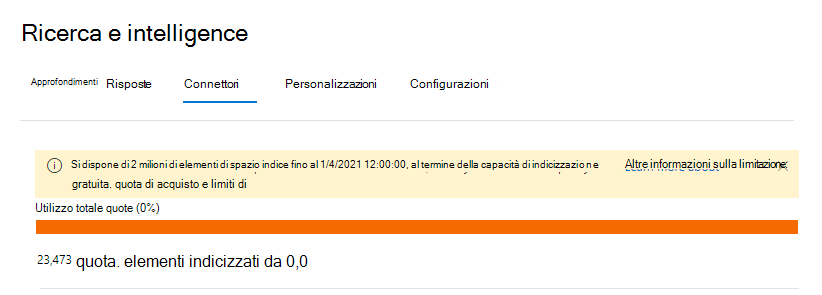 Ricerca e intelligence
Approfondimenti Risposte Connettori Personalizzazioni Configurazioni
Si dispone di 2 milioni di elementi di spazio indice fino al 1/4/2021 12:00:00, al termine della capacità di indicizzazione Altre informazioni sulla limitazione
gratuita. quota di acquisto e limiti di
Utilizzo totale quote (0%)
23,473 quota. elementi indicizzati da 0,0